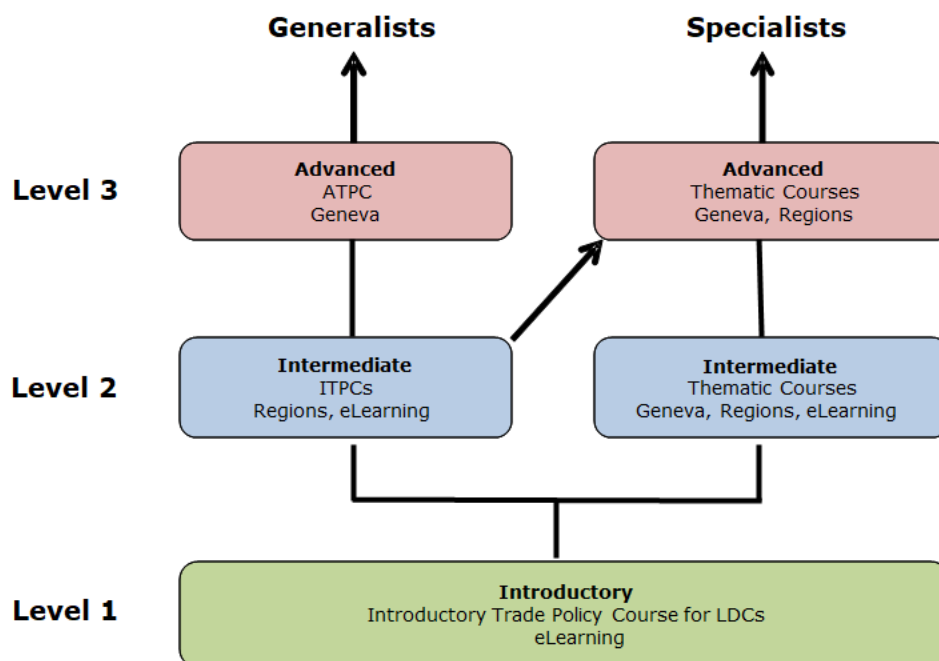 Generalists
Specialists
Level 3
Advanced
ATPC
Geneva
Advanced
Thematic Courses
Geneva, Regions
Level 2
Intermediate
ITPCs
Regions, eLearning
Intermediate
Thematic Courses
Geneva, Regions, eLearning
Level 1
Introductory
Introductory Trade Policy Course for LDCs
eLearning